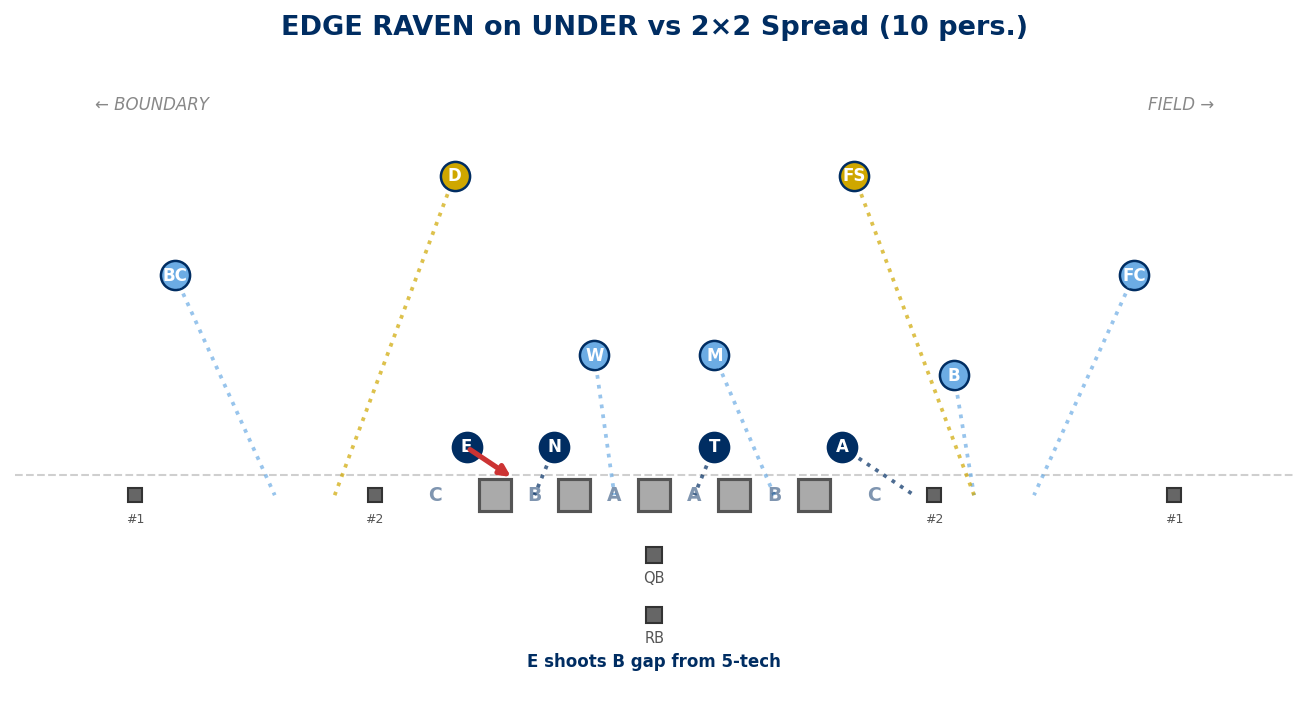 EDGE RAVEN on UNDER vs 2×2 Spread (10 pers.)
← BOUNDARY
FIELD →
D
FS
BC
FC
W
M
B
E
N
T
A
C
B
A
A
B
C
#1
#2
#2
#1
QB
RB
E shoots B gap from 5-tech